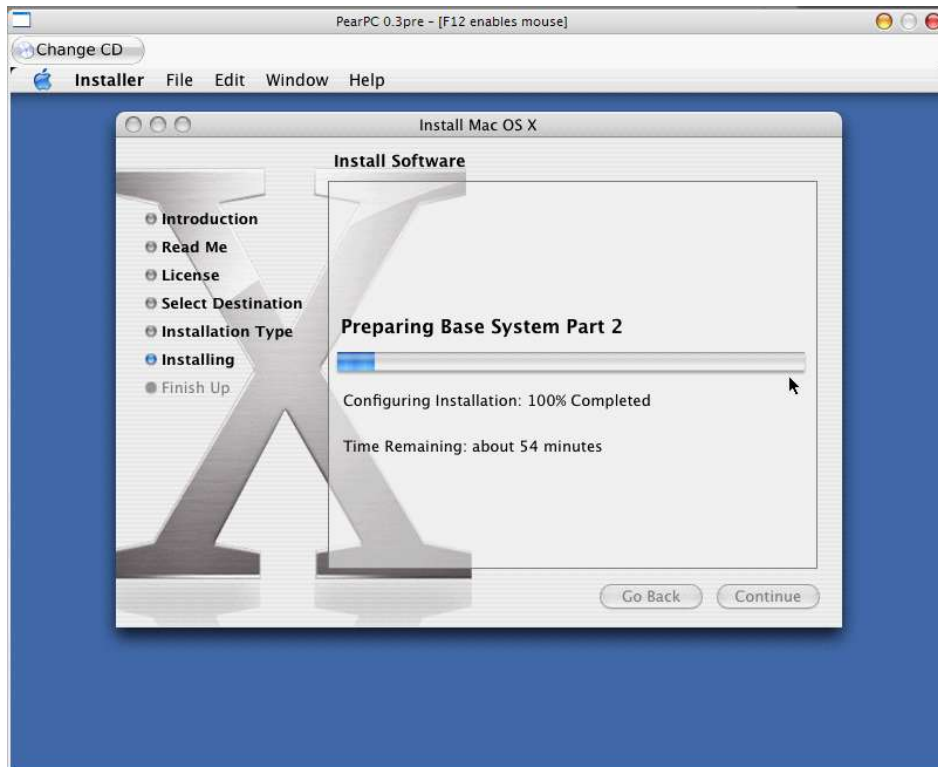 PearPC 0.3pre - [F12 enables mouse]
Change CD
Installer File Edit Window Help
Install Mac OS X
Install Software
Introduction
Read Me
License
Select Destination
Installation Type
Installing
Finish Up
Preparing Base System Part 2
Configuring Installation: 100% Completed
Time Remaining: about 54 minutes
Go Back Continue